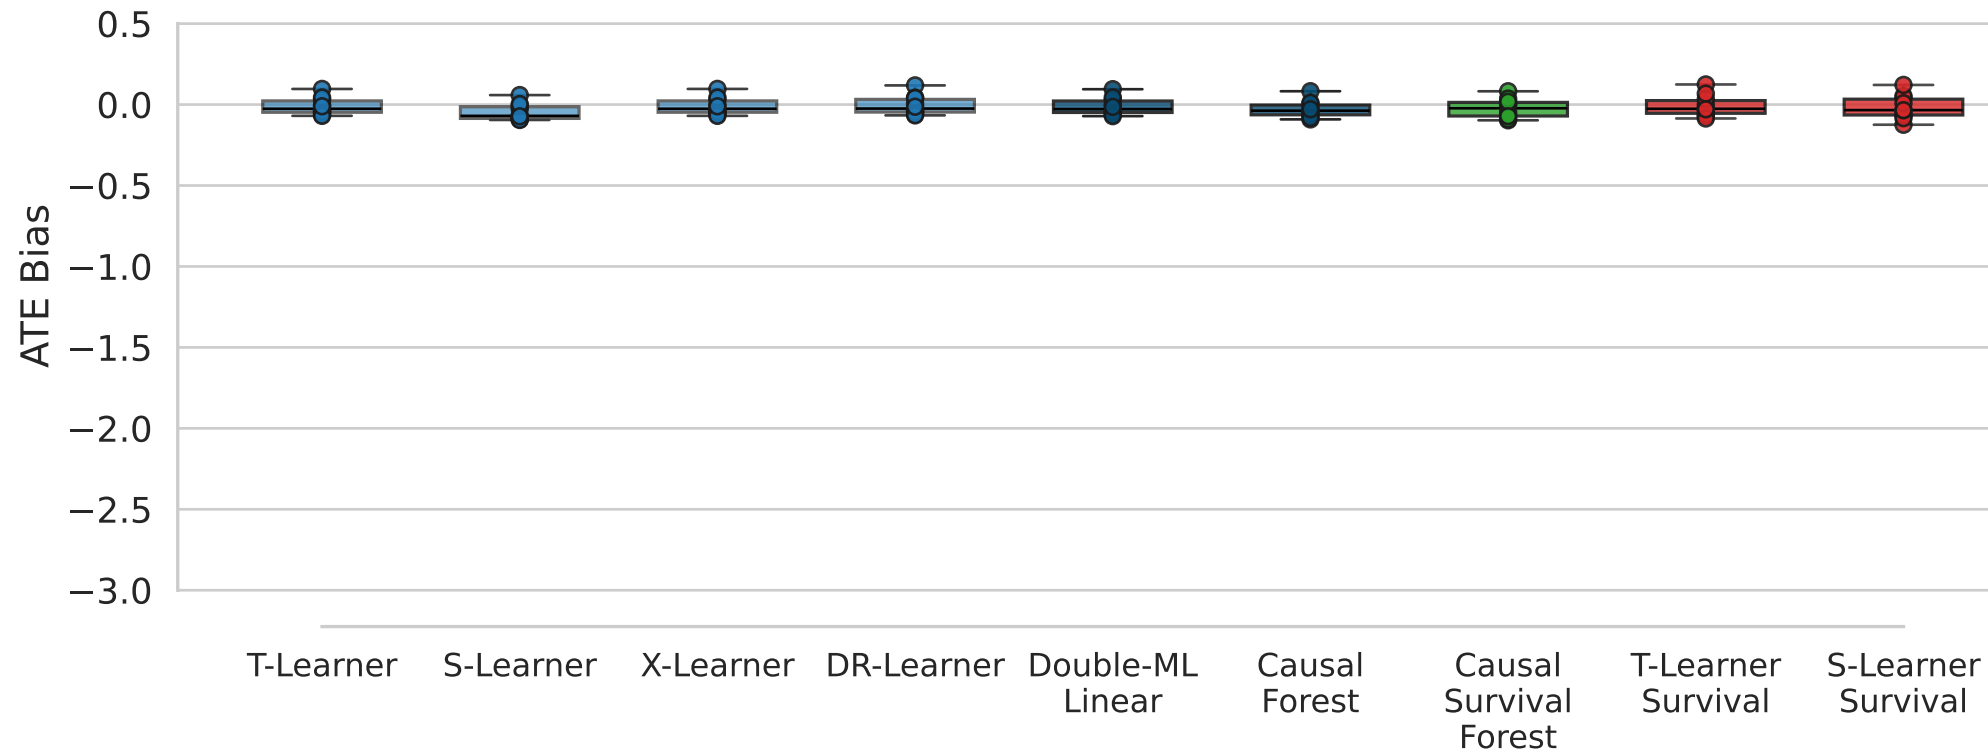 0.5
0.0
−0.5
−1.0
−1.5
−2.0
−2.5
−3.0
ATE Bias
T-Learner
S-Learner
X-Learner
DR-Learner
Double-ML
Linear
Causal
Forest
Causal
Survival
Forest
T-Learner
Survival
S-Learner
Survival